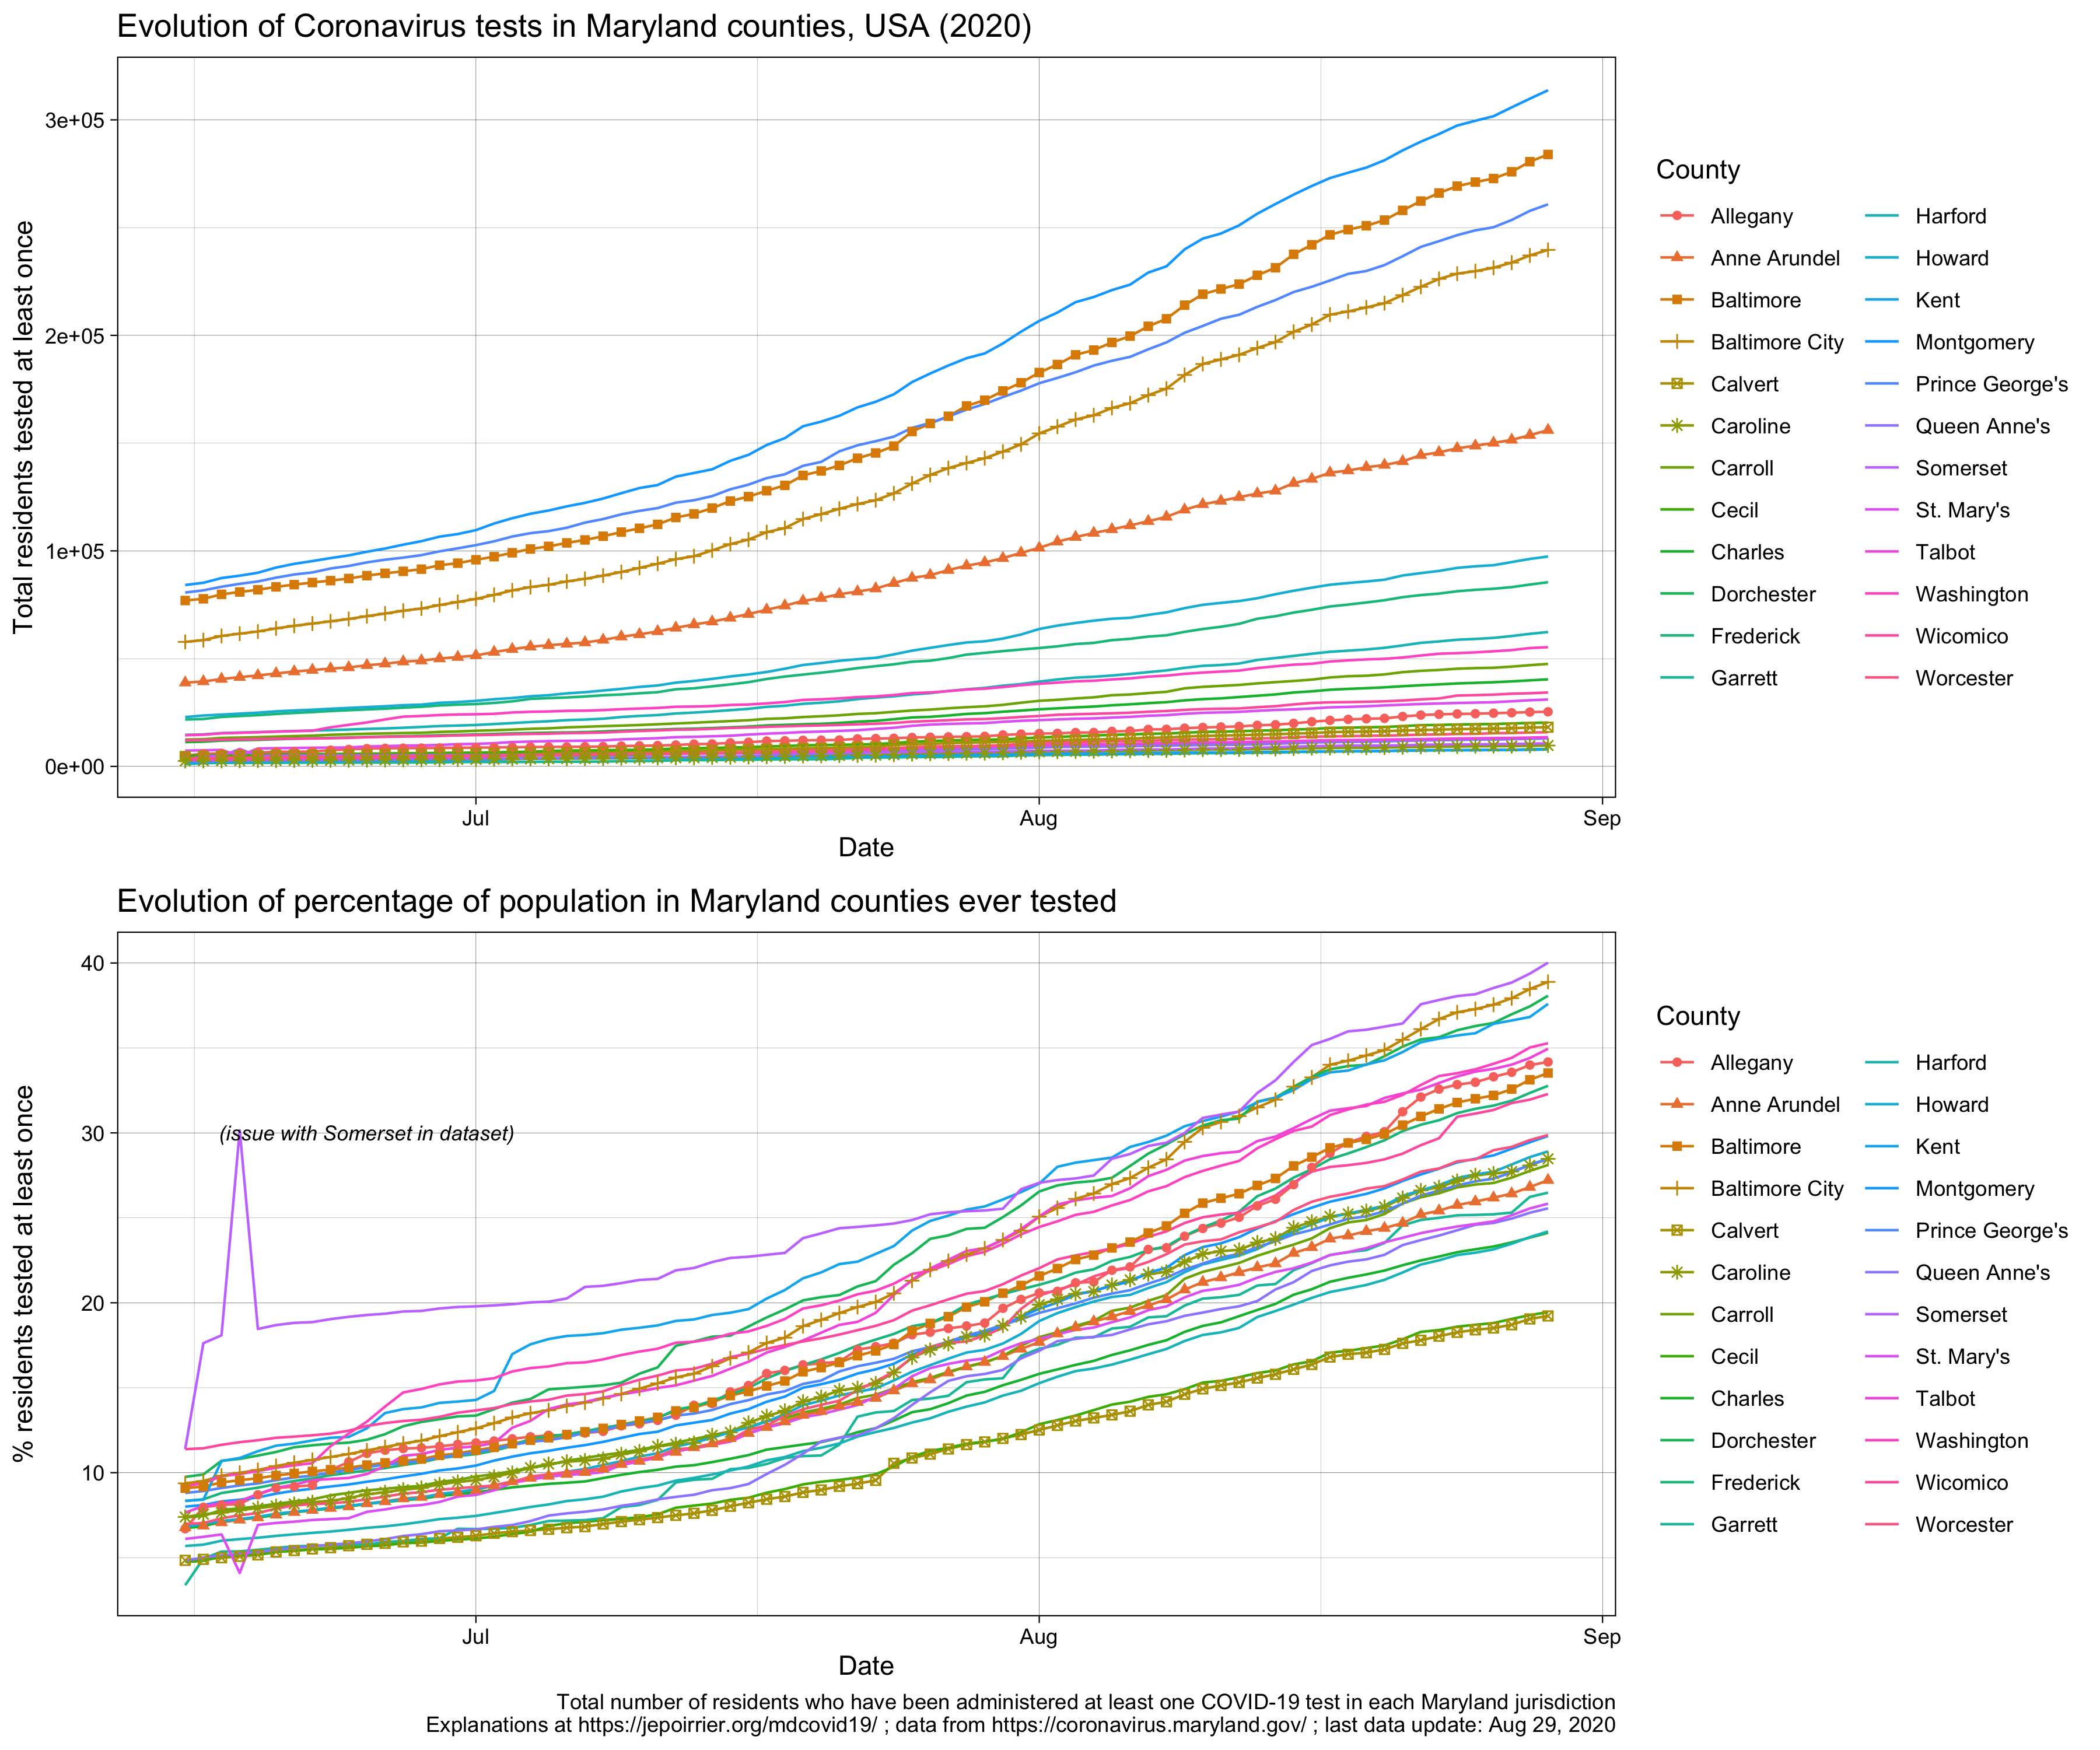 Evolution of Coronavirus tests in Maryland counties, USA (2020)
Total residents tested at least once
3e+05
2e+05
1e+05
0e+00
Jul
Aug
Sep
Date
County
Allegany
Anne Arundel
Baltimore
Baltimore City
Calvert
Caroline
Carroll
Cecil
Charles
Dorchester
Frederick
Garrett
Harford
Howard
Kent
Montgomery
Prince George's
Queen Anne's
Somerset
St. Mary's
Talbot
Washington
Wicomico
Worcester
Evolution of percentage of population in Maryland counties ever tested
% residents tested at least once
40
30
20
10
(issue with Somerset in dataset)
Jul
Aug
Sep
Date
County
Allegany
Anne Arundel
Baltimore
Baltimore City
Calvert
Caroline
Carroll
Cecil
Charles
Dorchester
Frederick
Garrett
Harford
Howard
Kent
Montgomery
Prince George's
Queen Anne's
Somerset
St. Mary's
Talbot
Washington
Wicomico
Worcester
Total number of residents who have been administered at least one COVID-19 test in each Maryland jurisdiction
Explanations at https://jepoirrier.org/mdcovid19/ ; data from https://coronavirus.maryland.gov/ ; last data update: Aug 29, 2020